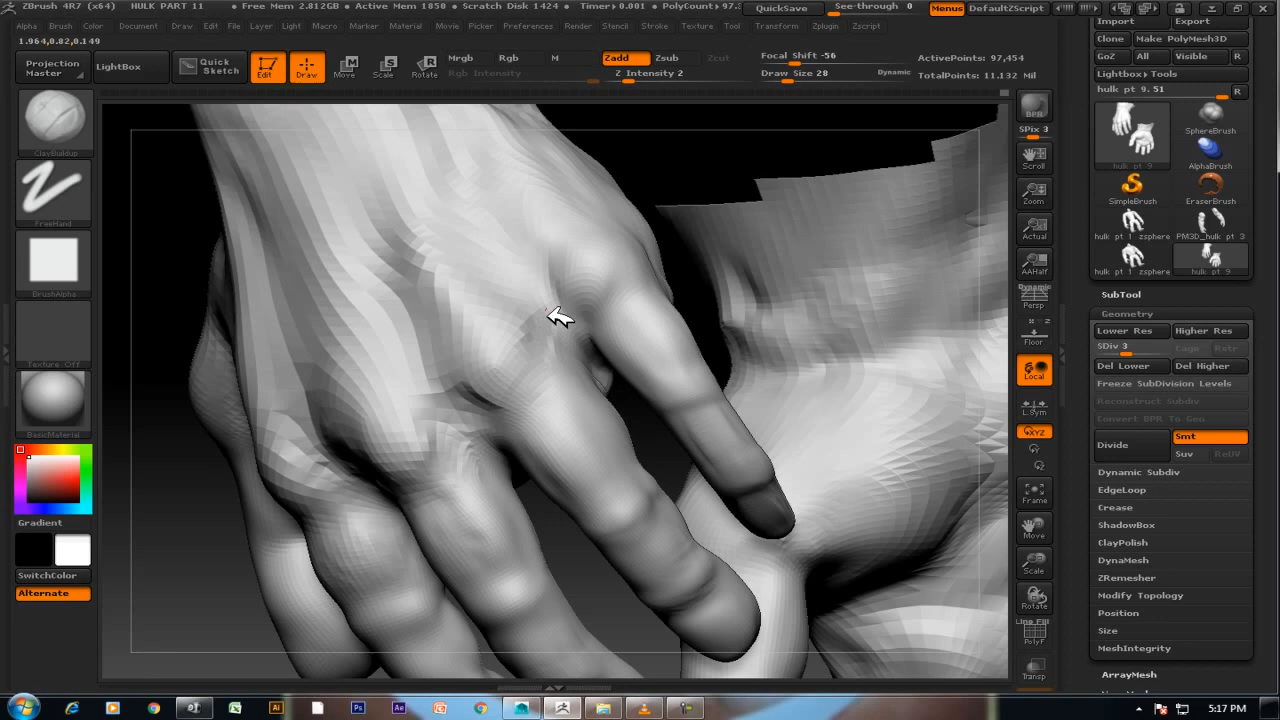 ZBrush 4R7 (x64) HULK PART 11 • Free Mem 2.812GB • Active Mem 1850 • Scratch Disk 1424 • Timer▸0.001 • PolyCount▸97. QuickSave See-through 0 Menus DefaultZScript
Alpha Brush Color Document Draw Edit File Layer Light Macro Marker Material Movie Picker Preferences Render Stencil Stroke Texture Tool Transform Zplugin Zscript
1.964,0.82,0.149
Projection Master
LightBox
Quick Sketch
Edit Draw Move Scale Rotate
Mrgb Rgb M
Rgb Intensity
Zadd Zsub Zcut
Z Intensity 2
Focal Shift -56
Draw Size 28 Dynamic
ActivePoints: 97,454
TotalPoints: 11.132 Mil
ClayBuildup
FreeHand
BrushAlpha
Texture Off
BasicMaterial
Gradient
SwitchColor
Alternate
BPR
SPix 3
Scroll
Zoom
Actual
AAHalf
Dynamic
Persp
Floor
Local
L.Sym
XYZ
Frame
Move
Scale
Rotate
Line Fill
PolyF
Transp
Import Export
Clone Make PolyMesh3D
GoZ All Visible R
Lightbox▸Tools
hulk pt 9. 51 R
hulk pt 9
SphereBrush
AlphaBrush
SimpleBrush EraserBrush
hulk pt 1 zsphere PM3D_hulk pt 3
hulk pt 1 zsphere hulk pt 9
SubTool
Geometry
Lower Res Higher Res
SDiv 3 Cage Rstr
Del Lower Del Higher
Freeze SubDivision Levels
Reconstruct Subdiv
Convert BPR To Geo
Divide Smt
Suv ReUV
Dynamic Subdiv
EdgeLoop
Crease
ShadowBox
ClayPolish
DynaMesh
ZRemesher
Modify Topology
Position
Size
MeshIntegrity
ArrayMesh
5:17 PM